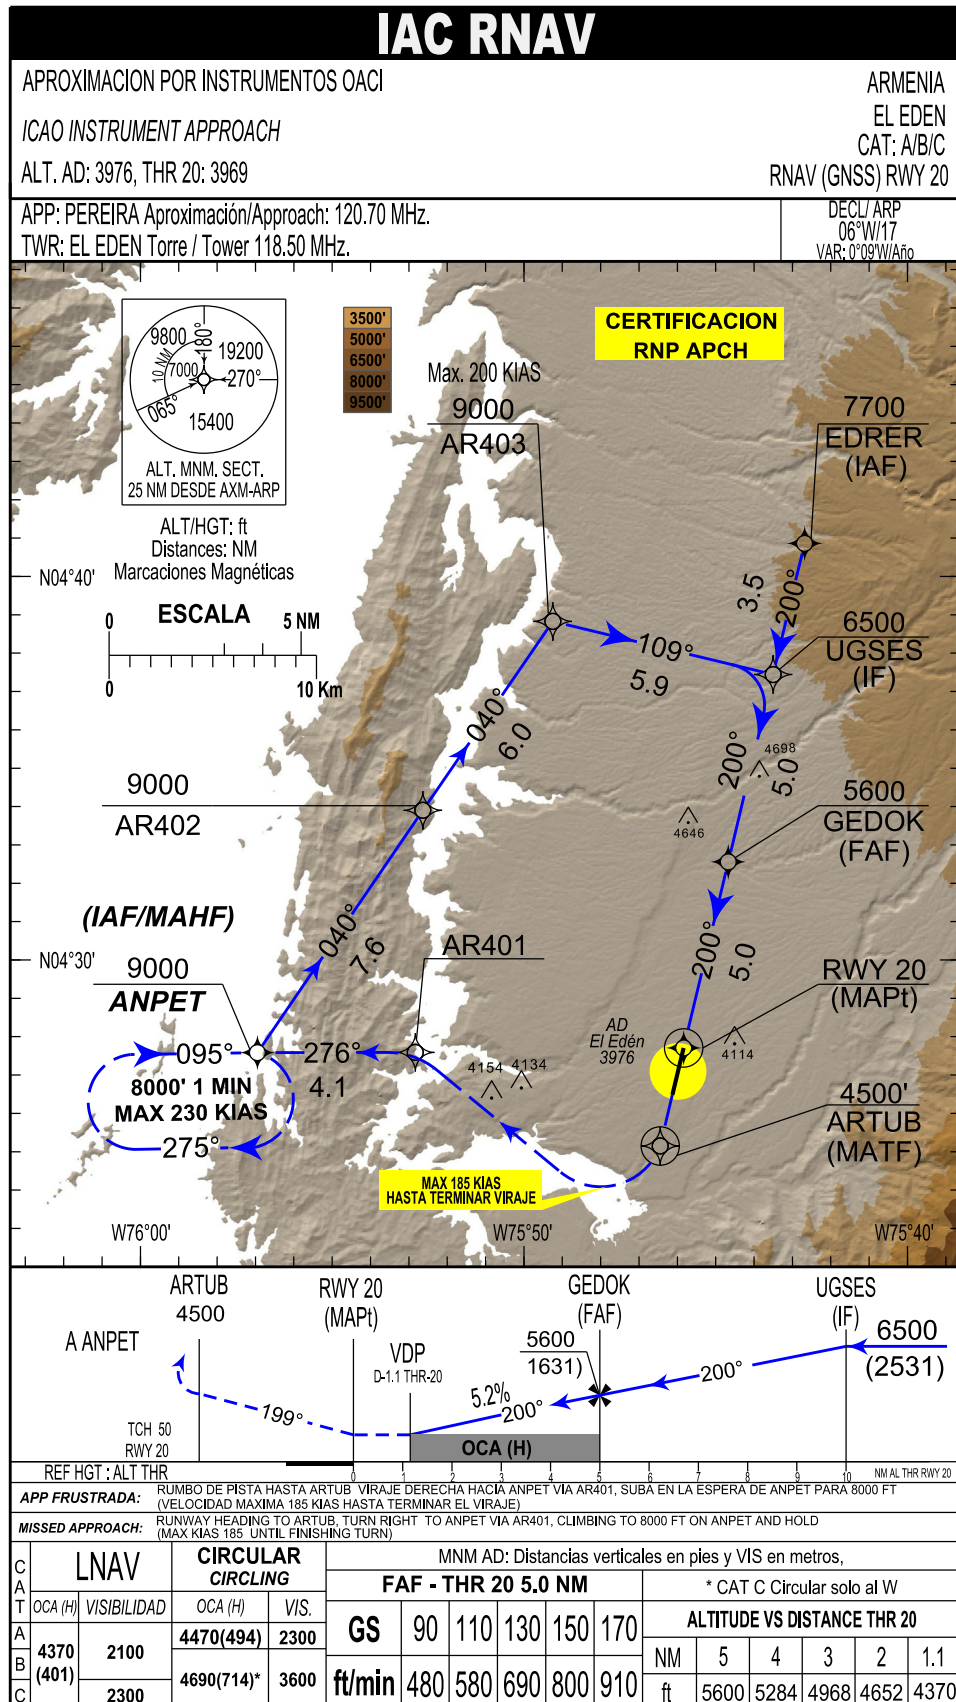 IAC RNAV
APROXIMACION POR INSTRUMENTOS OACI
ICAO INSTRUMENT APPROACH
ALT. AD: 3976, THR 20: 3969
ARMENIA
EL EDEN
CAT: A/B/C
RNAV (GNSS) RWY 20
APP: PEREIRA Aproximación/Approach: 120.70 MHz.
TWR: EL EDEN Torre / Tower 118.50 MHz.
DECL/ ARP
06°W/17
VAR: 0°09'W/Año
9800
180°
19200
10 NM
7000
270°
065°
15400
ALT. MNM. SECT.
25 NM DESDE AXM-ARP
3500'
5000'
6500'
8000'
9500'
CERTIFICACION
RNP APCH
Max. 200 KIAS
9000
AR403
7700
EDRER
(IAF)
ALT/HGT: ft
Distances: NM
Marcaciones Magnéticas
N04°40'
ESCALA
0
5 NM
0
10 Km
3.5
200°
6500
UGSES
(IF)
109°
5.9
040°
6.0
200°
5.0
4698
4646
9000
AR402
5600
GEDOK
(FAF)
(IAF/MAHF)
040°
7.6
AR401
200°
5.0
N04°30'
9000
ANPET
RWY 20
(MAPt)
AD
El Edén
3976
4114
095°
276°
4.1
8000' 1 MIN
MAX 230 KIAS
275°
4154
4134
4500'
ARTUB
(MATF)
MAX 185 KIAS
HASTA TERMINAR VIRAJE
W76°00'
W75°50'
W75°40'
ARTUB
4500
RWY 20
(MAPt)
GEDOK
(FAF)
UGSES
(IF)
A ANPET
VDP
D-1.1 THR-20
5600
1631)
6500
(2531)
5.2%
200°
200°
199°
TCH 50
RWY 20
OCA (H)
REF HGT : ALT THR
0 1 2 3 4 5 6 7 8 9 10
NM AL THR RWY 20
APP FRUSTRADA: RUMBO DE PISTA HASTA ARTUB VIRAJE DERECHA HACIA ANPET VIA AR401, SUBA EN LA ESPERA DE ANPET PARA 8000 FT
(VELOCIDAD MAXIMA 185 KIAS HASTA TERMINAR EL VIRAJE)
MISSED APPROACH: RUNWAY HEADING TO ARTUB, TURN RIGHT TO ANPET VIA AR401, CLIMBING TO 8000 FT ON ANPET AND HOLD
(MAX KIAS 185 UNTIL FINISHING TURN)
CAT
LNAV
CIRCULAR
CIRCLING
MNM AD: Distancias verticales en pies y VIS en metros,
FAF - THR 20 5.0 NM
* CAT C Circular solo al W
OCA (H) VISIBILIDAD OCA (H) VIS.
ALTITUDE VS DISTANCE THR 20
A
B
C
4370
(401)
2100
2300
4470(494) 2300
4690(714)* 3600
GS 90 110 130 150 170
ft/min 480 580 690 800 910
NM 5 4 3 2 1.1
ft 5600 5284 4968 4652 4370